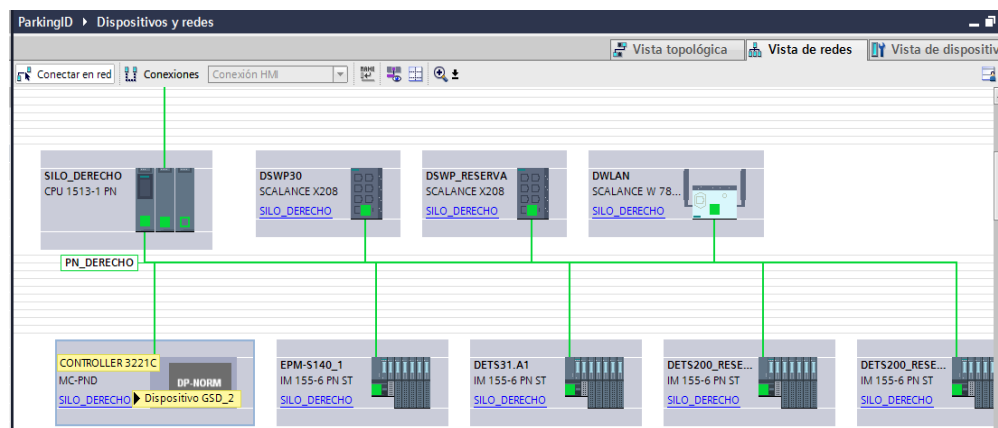 ParkingID ▸ Dispositivos y redes
Vista topológica
Vista de redes
Vista de dispositiv
Conectar en red
Conexiones
Conexión HMI
SILO_DERECHO
CPU 1513-1 PN
DSWP30
SCALANCE X208
SILO_DERECHO
DSWP_RESERVA
SCALANCE X208
SILO_DERECHO
DWLAN
SCALANCE W 78...
SILO_DERECHO
PN_DERECHO
CONTROLLER 3221C
MC-PND
DP-NORM
SILO_DERECHO
Dispositivo GSD_2
EPM-S140_1
IM 155-6 PN ST
SILO_DERECHO
DETS31.A1
IM 155-6 PN ST
SILO_DERECHO
DETS200_RESE...
IM 155-6 PN ST
SILO_DERECHO
DETS200_RESE...
IM 155-6 PN ST
SILO_DERECHO